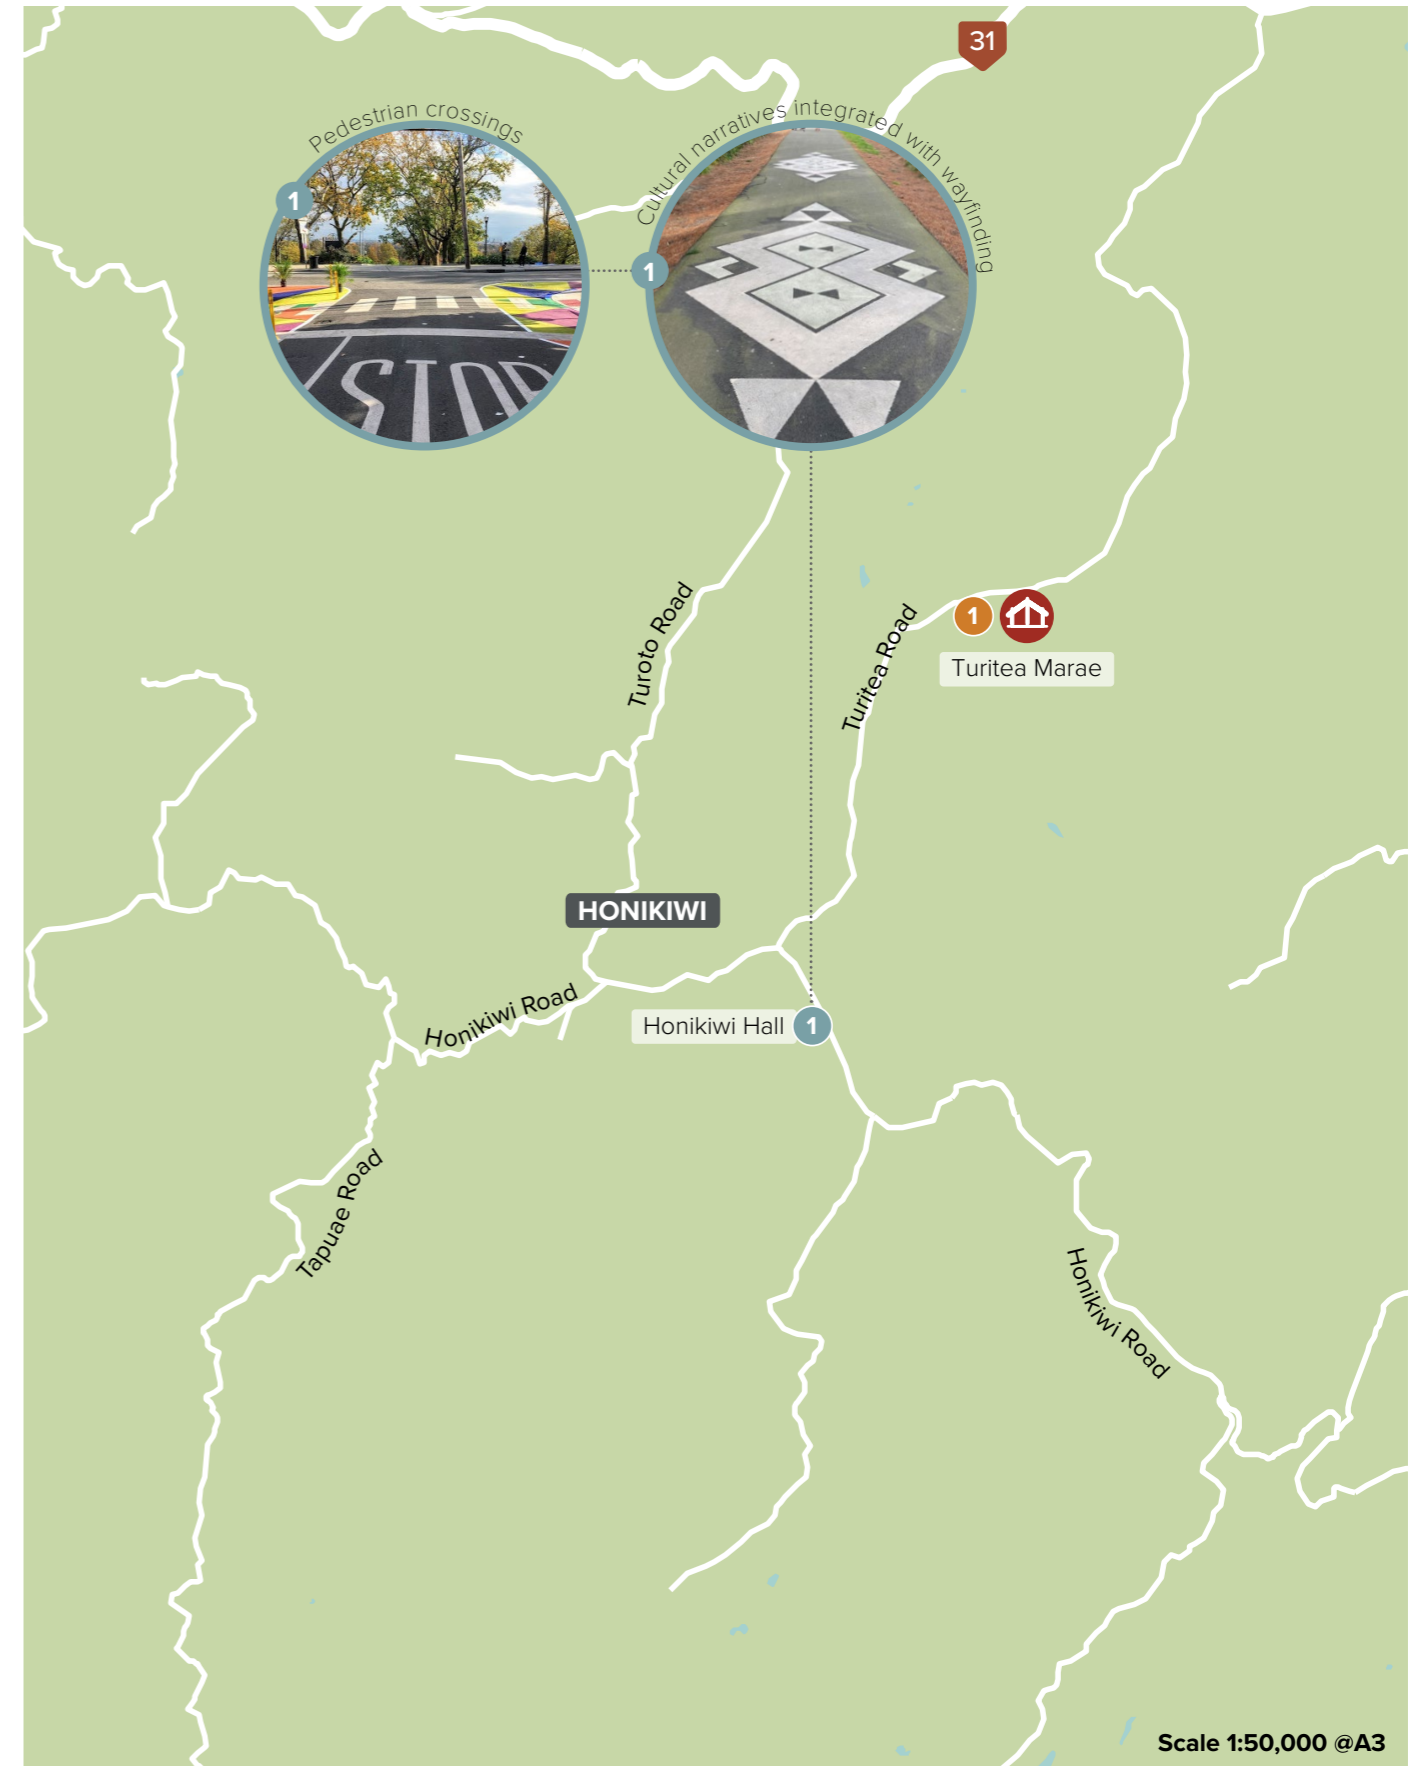 31
Pedestrian crossings
Cultural narratives integrated with wayfinding
1
1
STOP
Turoto Road
Turitea Road
1
Turitea Marae
HONIKIWI
Honikiwi Road
Honikiwi Hall
1
Tapuae Road
Honikiwi Road
Scale 1:50,000 @A3